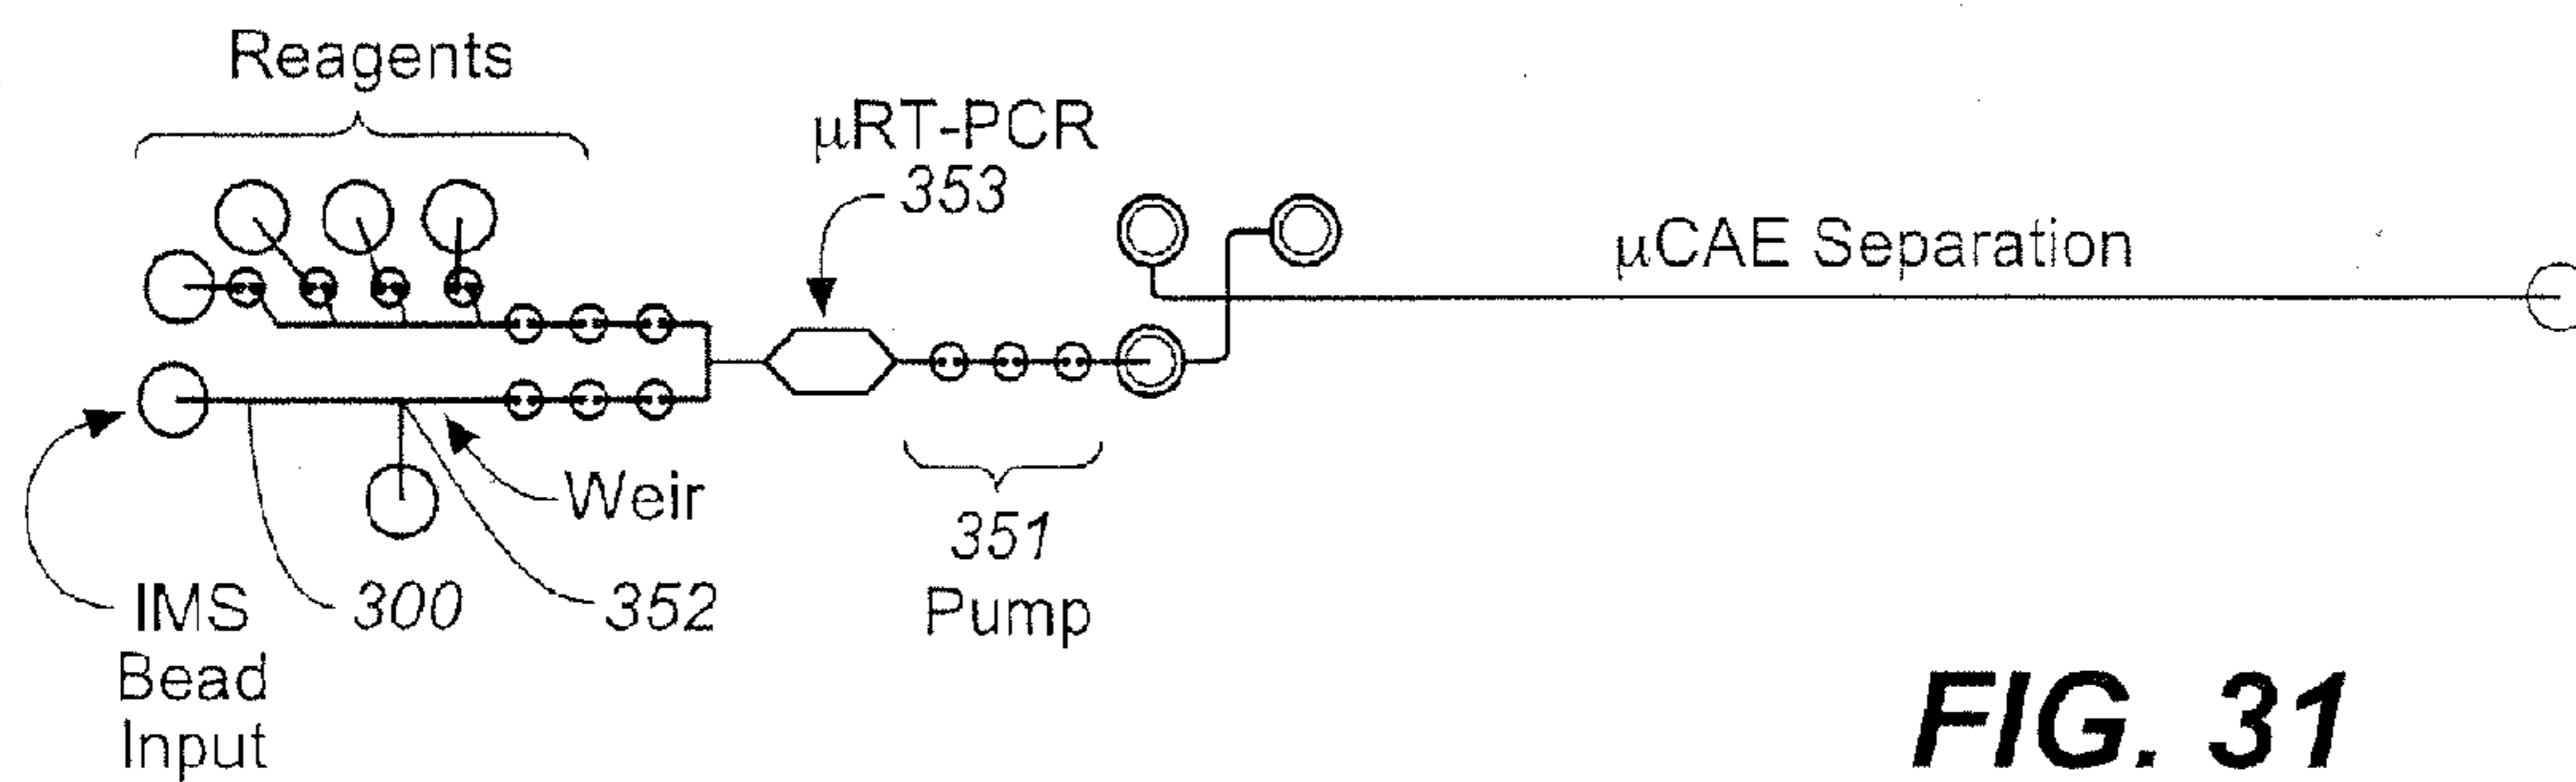 Reagents
μRT-PCR
353
μCAE Separation
Weir
351
Pump
IMS
Bead
Input
300
352
FIG. 31